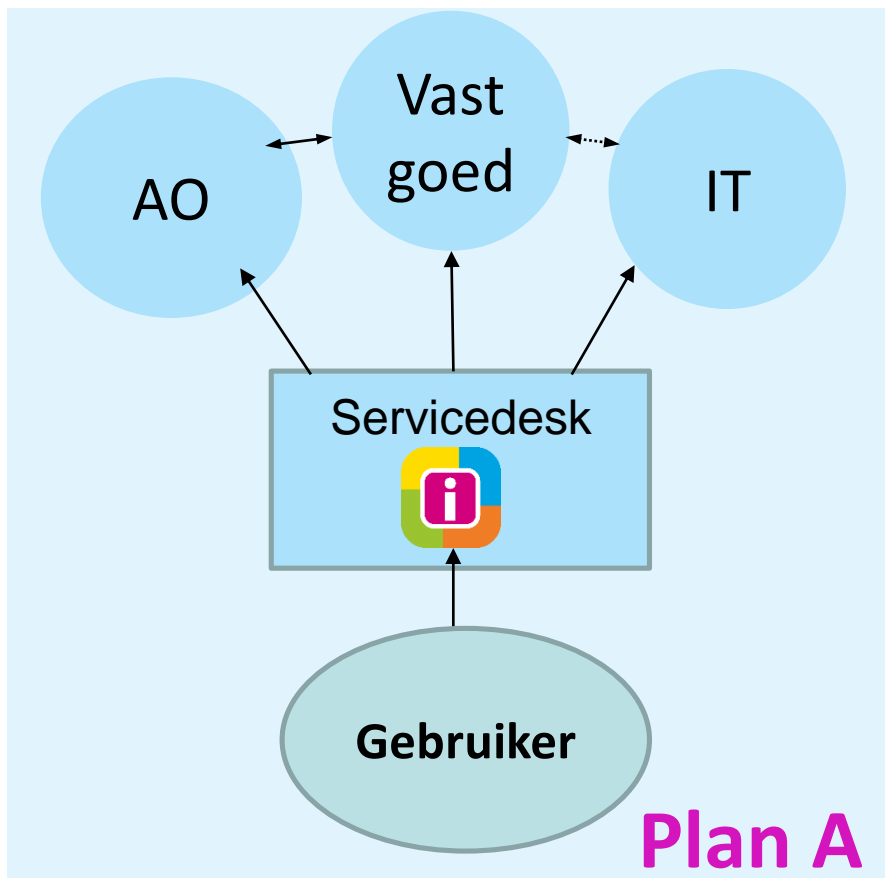 Vast
goed
AO
IT
Servicedesk
i
Gebruiker
Plan A